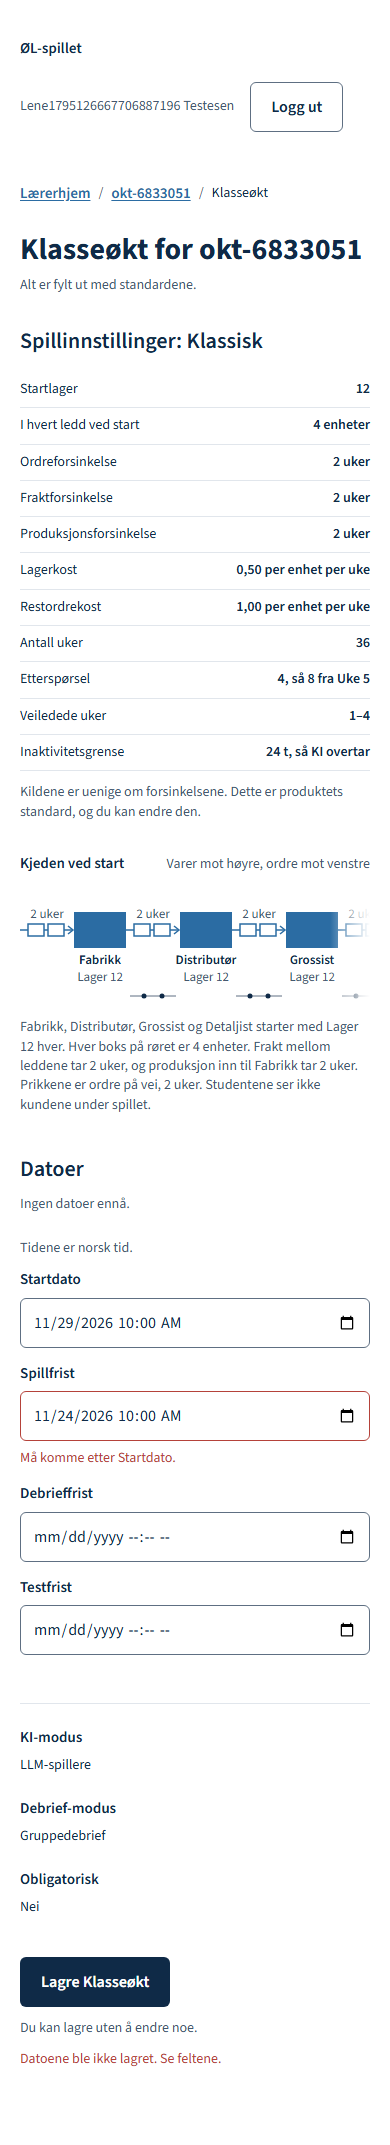 ØL-spillet
Lene1795126667706887196 Testesen
Logg ut
Lærerhjem / okt-6833051 / Klasseøkt
Klasseøkt for okt-6833051
Alt er fylt ut med standardene.
Spillinnstillinger: Klassisk
Startlager 12
I hvert ledd ved start 4 enheter
Ordreforsinkelse 2 uker
Fraktforsinkelse 2 uker
Produksjonsforsinkelse 2 uker
Lagerkost 0,50 per enhet per uke
Restordrekost 1,00 per enhet per uke
Antall uker 36
Etterspørsel 4, så 8 fra Uke 5
Veiledede uker 1–4
Inaktivitetsgrense 24 t, så KI overtar
Kildene er uenige om forsinkelsene. Dette er produktets
standard, og du kan endre den.
Kjeden ved start Varer mot høyre, ordre mot venstre
2 uker 2 uker 2 uker 2
Fabrikk Distributør Grossist
Lager 12 Lager 12 Lager 12
Fabrikk, Distributør, Grossist og Detaljist starter med Lager
12 hver. Hver boks på røret er 4 enheter. Frakt mellom
leddene tar 2 uker, og produksjon inn til Fabrikk tar 2 uker.
Prikkene er ordre på vei, 2 uker. Studentene ser ikke
kundene under spillet.
Datoer
Ingen datoer ennå.
Tidene er norsk tid.
Startdato
11/29/2026 10:00 AM
Spillfrist
11/24/2026 10:00 AM
Må komme etter Startdato.
Debrieffrist
mm/dd/yyyy --:-- --
Testfrist
mm/dd/yyyy --:-- --
KI-modus
LLM-spillere
Debrief-modus
Gruppedebrief
Obligatorisk
Nei
Lagre Klasseøkt
Du kan lagre uten å endre noe.
Datoene ble ikke lagret. Se feltene.